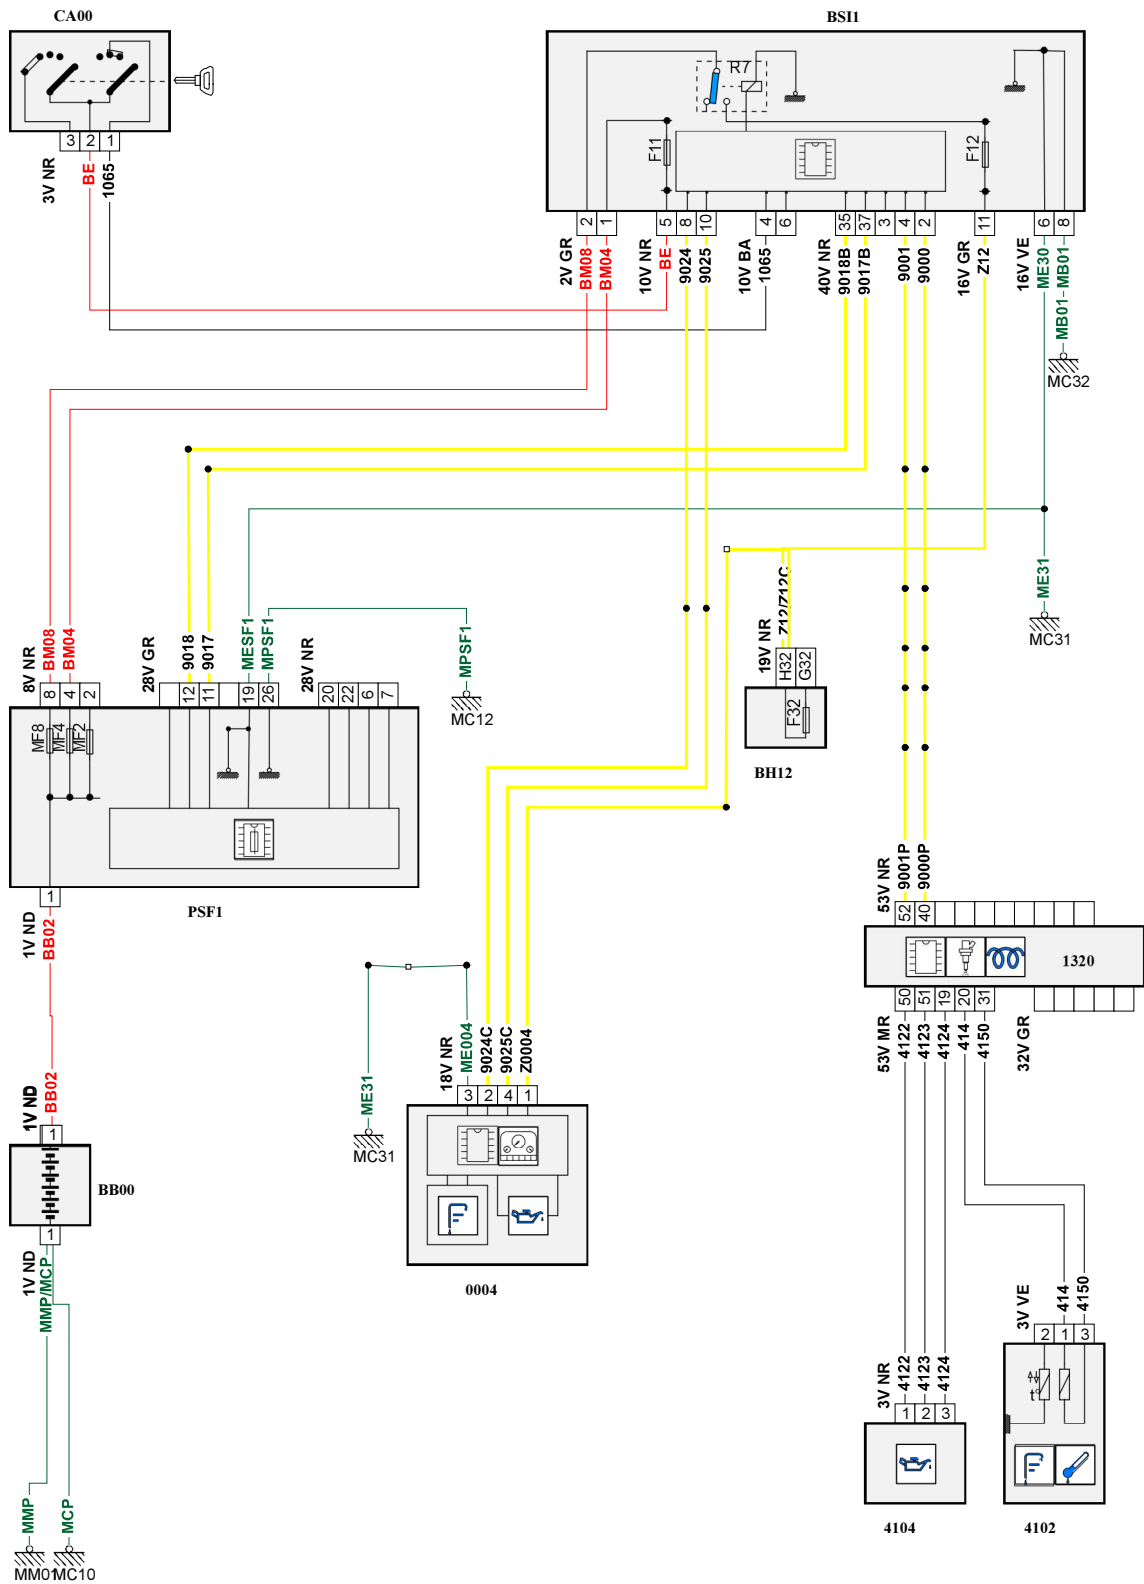 CA00
BSI1
R7
F11
F12
3 2 1
3V NR
BE
1065
2 1 5 8 10 4 6 35 37 3 4 2 11 6 8
2V GR
BM08
BM04
10V NR
BE
9024
9025
10V BA
1065
40V NR
9018B
9017B
9001
9000
16V GR
Z12
16V VE
ME30
MB01
MB01
MC32
ME31
MC31
8V NR
BM08
BM04
28V GR
9018
9017
MESF1
MPSF1
28V NR
MPSF1
MC12
8 4 2 12 11 19 26 20 22 6 7
MF8
MF4
MF2
19V NR
Z12/Z12C
H32
G32
F32
BH12
1
PSF1
1V ND
BB02
53V NR
9001P
9000P
52 40
1320
50 51 19 20 31
53V MR
4122
4123
4124
414
4150
32V GR
1V ND
BB02
1
BB00
1
1V ND
MMP/MCP
MMP
MCP
MM01
MC10
ME31
MC31
18V NR
ME004
9024C
9025C
Z0004
3 2 4 1
0004
3V NR
4122
4123
4124
1 2 3
4104
3V VE
414
4150
2 1 3
t°
4102